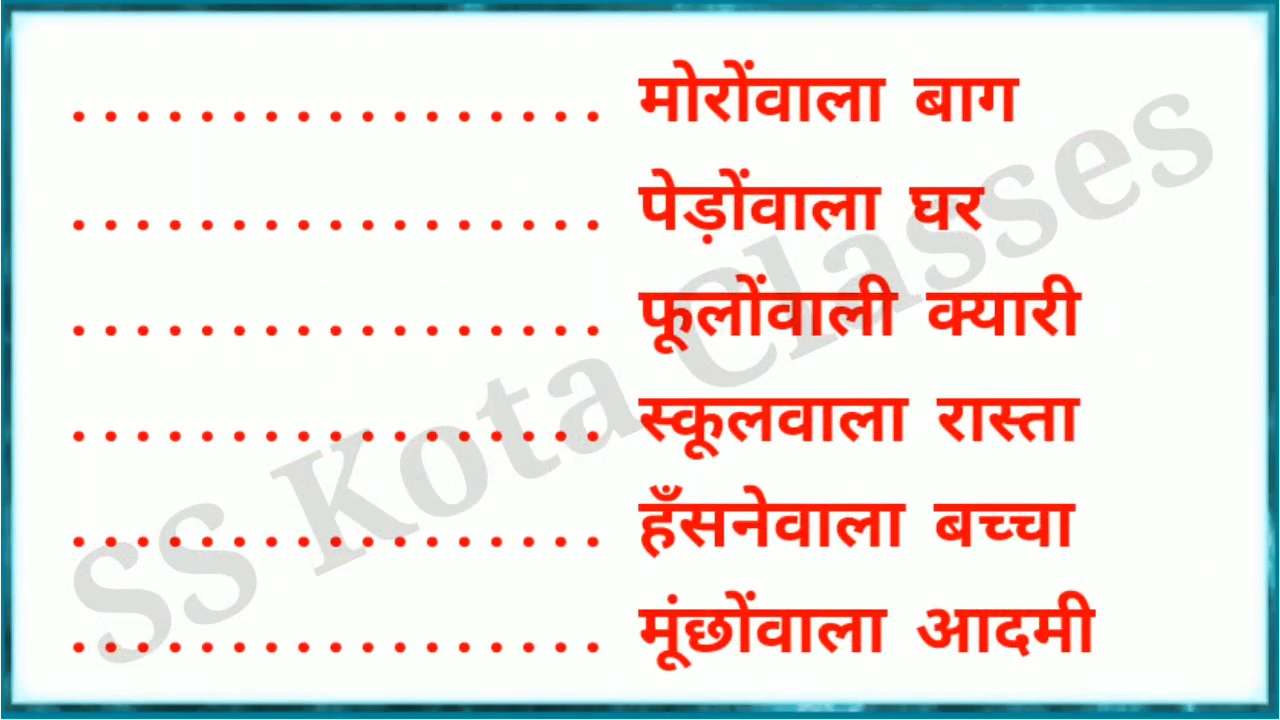 . . . . . . . . . . . . . . . . . मोरोंवाला बाग
. . . . . . . . . . . . . . . . . पेड़ोंवाला घर
. . . . . . . . . . . . . . . . . फूलोंवाली क्यारी
. . . . . . . . . . . . . . . . . स्कूलवाला रास्ता
. . . . . . . . . . . . . . . . . हँसनेवाला बच्चा
. . . . . . . . . . . . . . . . . मूंछोंवाला आदमी
SS Kota Classes